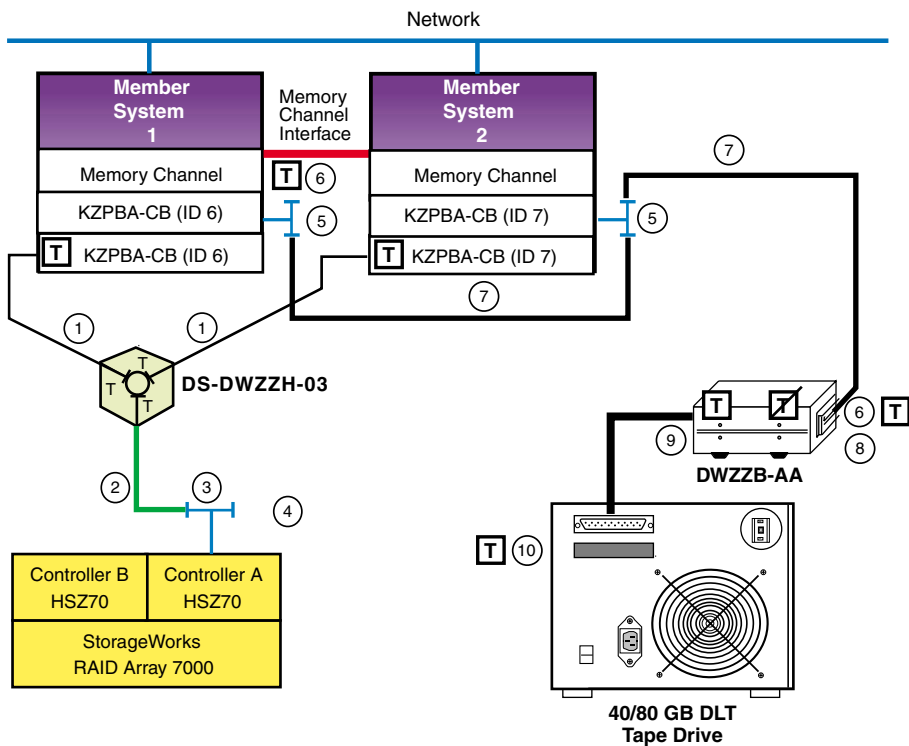 Network
Member
System
1
Memory
Channel
Interface
Member
System
2
7
Memory Channel
T
6
Memory Channel
KZPBA-CB (ID 6)
5
KZPBA-CB (ID 7)
5
T
KZPBA-CB (ID 6)
T
KZPBA-CB (ID 7)
7
1
1
T
T
T
DS-DWZZH-03
T
T
6
T
9
8
DWZZB-AA
2
3
4
T
10
Controller B
HSZ70
Controller A
HSZ70
StorageWorks
RAID Array 7000
40/80 GB DLT
Tape Drive